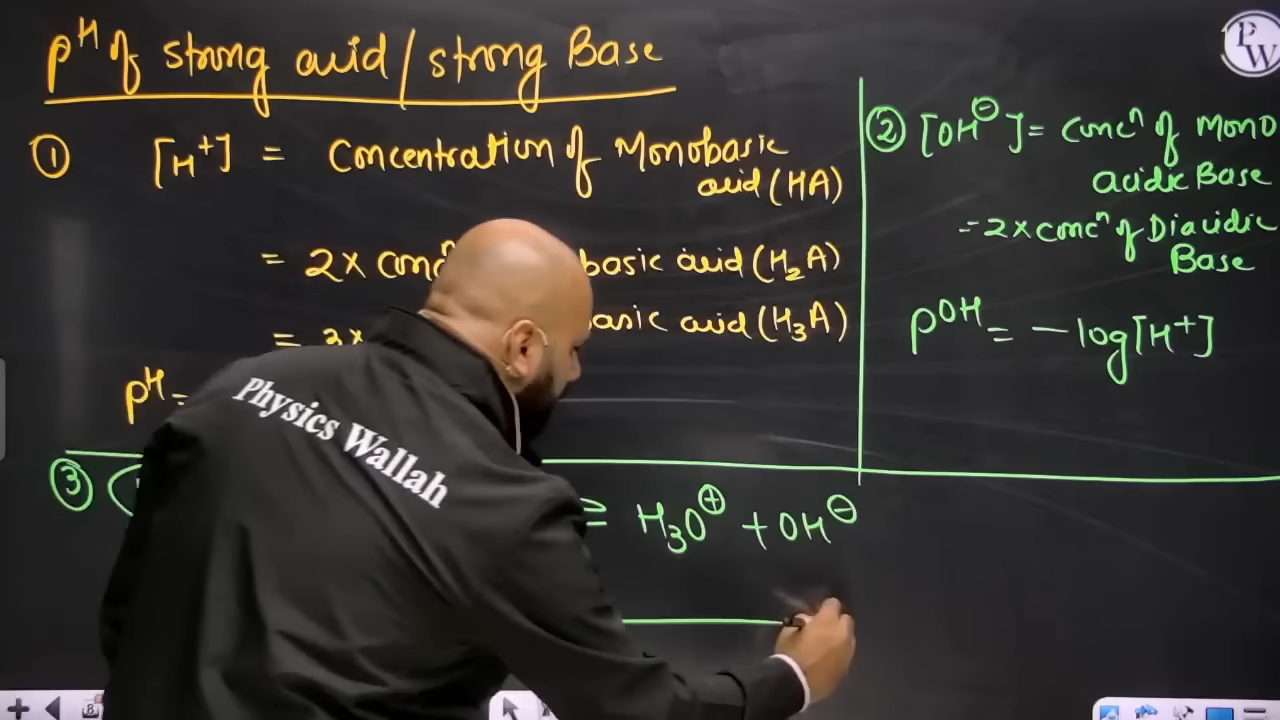 pH of strong acid / strong Base
① [H⁺] = Concentration of Monobasic
acid (HA)
= 2 x concⁿ basic acid (H₂A)
= 3x asic acid (H₃A)
pH =
③ ( ⇌ H₃O⊕ + OH⊖
② [OH⊖] = concⁿ of mono
acidic Base
= 2 x concⁿ of Diacidic
Base
pOH = - log [H⁺]
PW
Physics Wallah